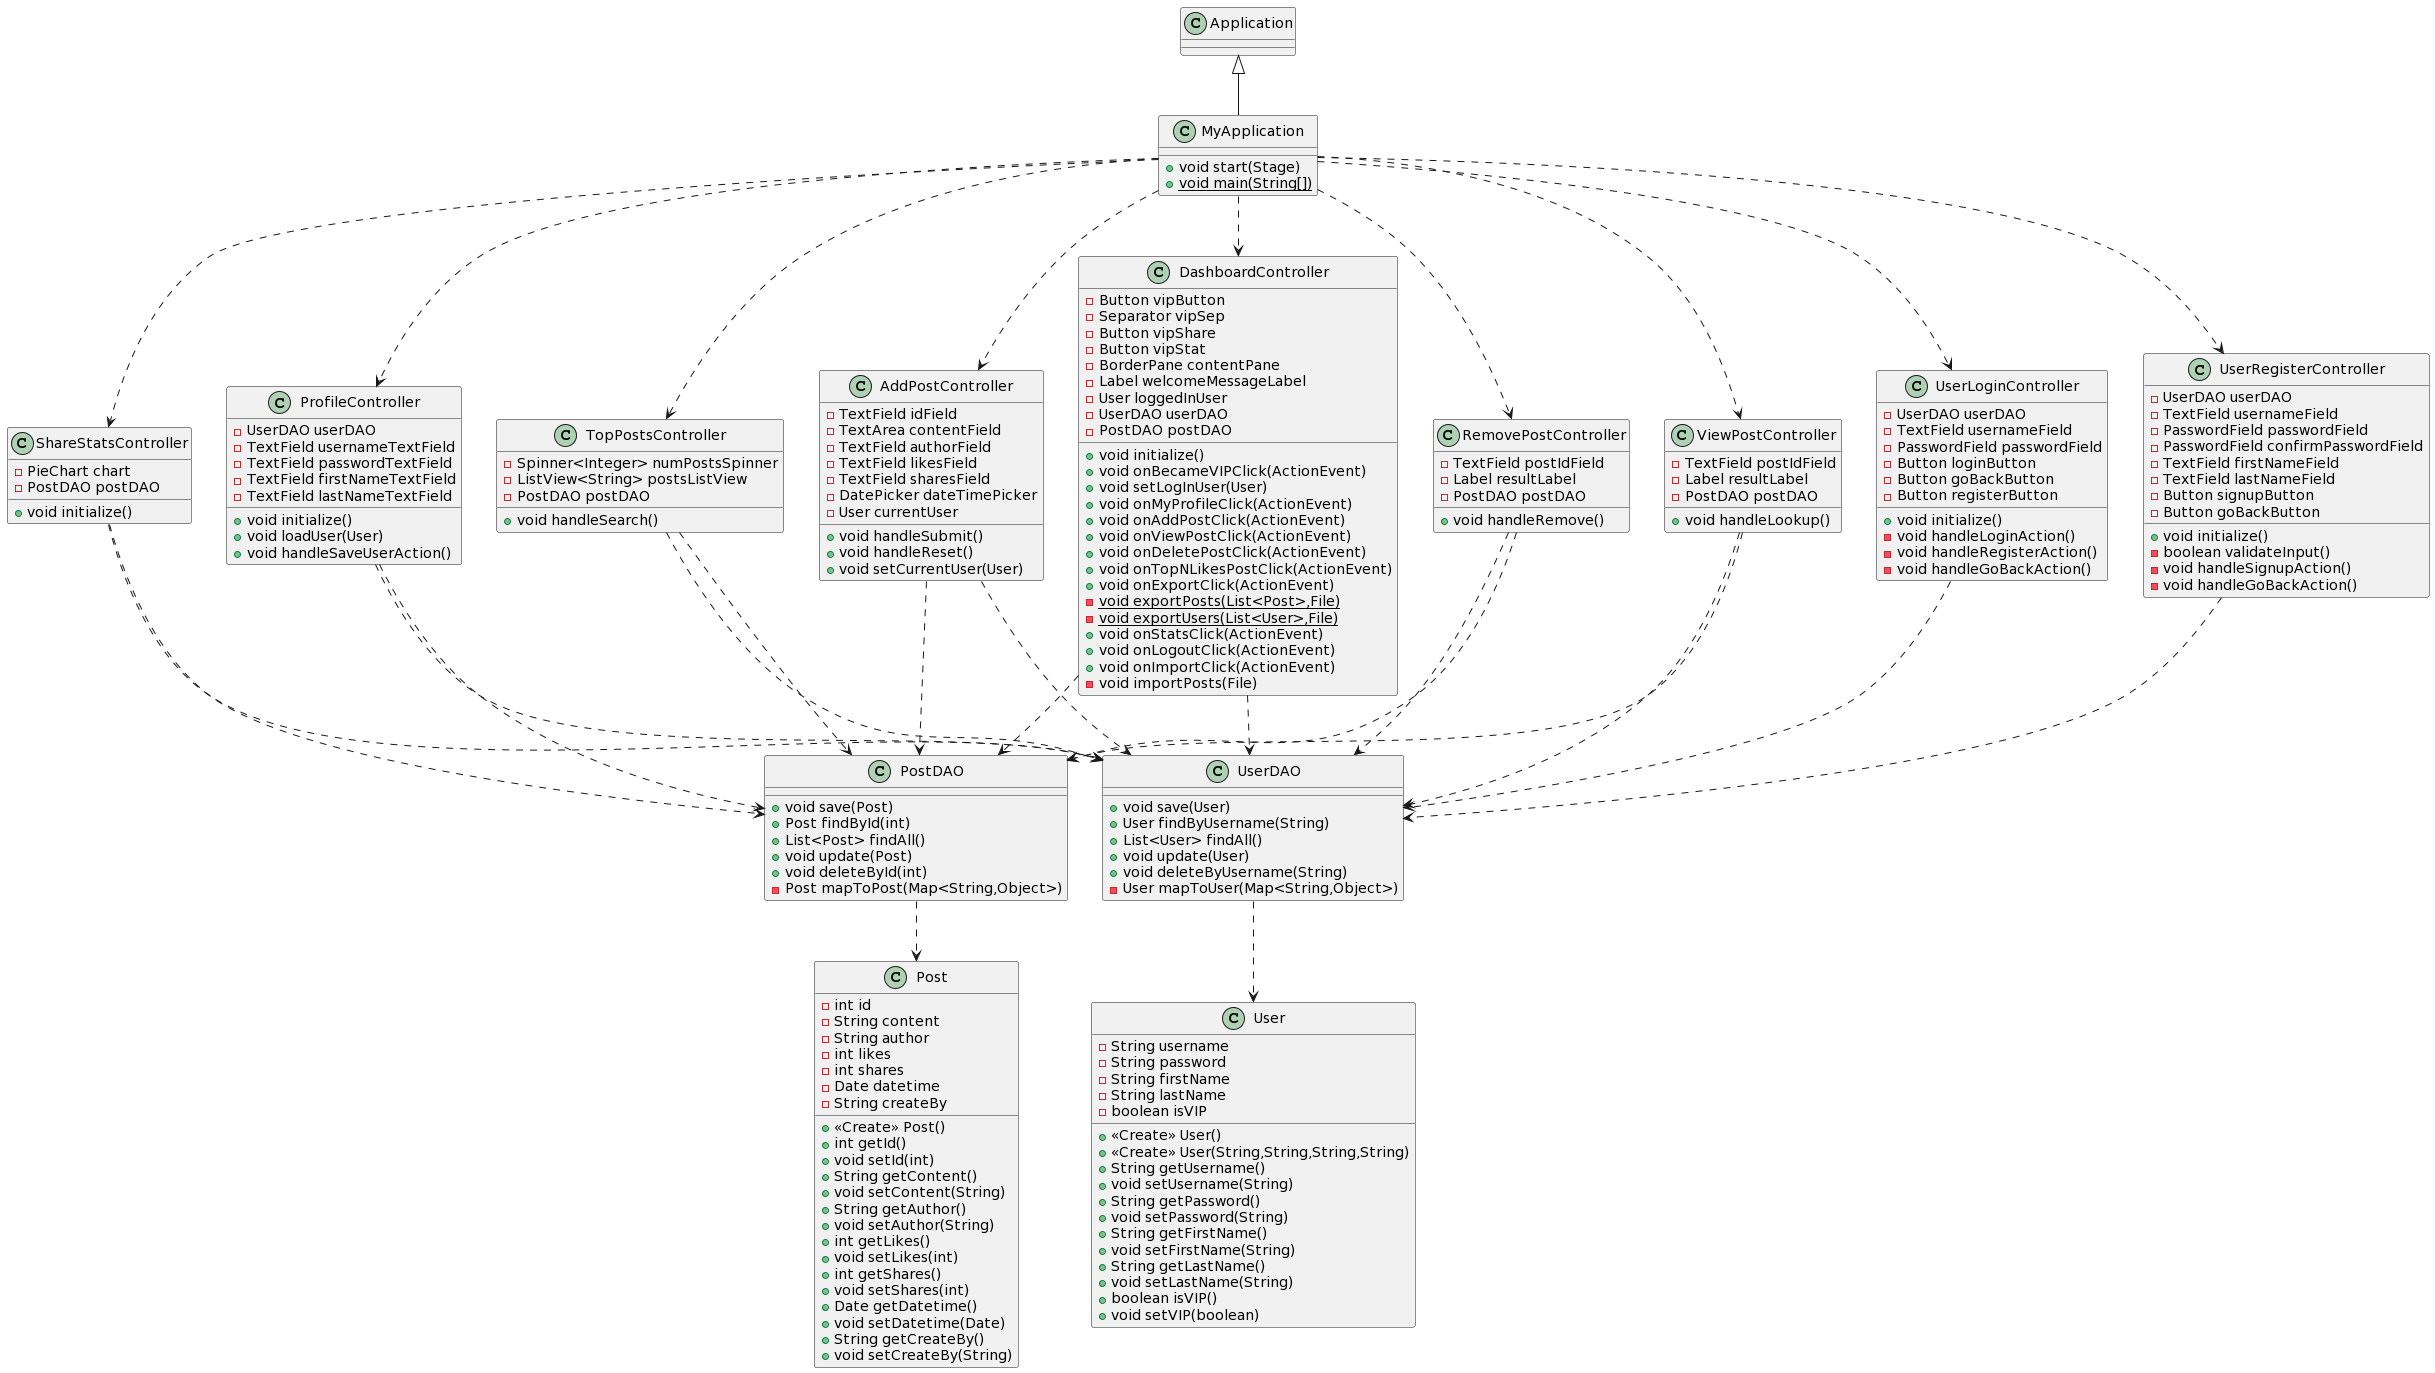 Application
MyApplication
void start(Stage)
void main(String[])
ShareStatsController
PieChart chart
PostDAO postDAO
void initialize()
ProfileController
UserDAO userDAO
TextField usernameTextField
TextField passwordTextField
TextField firstNameTextField
TextField lastNameTextField
void initialize()
void loadUser(User)
void handleSaveUserAction()
TopPostsController
Spinner<Integer> numPostsSpinner
ListView<String> postsListView
PostDAO postDAO
void handleSearch()
AddPostController
TextField idField
TextArea contentField
TextField authorField
TextField likesField
TextField sharesField
DatePicker dateTimePicker
User currentUser
void handleSubmit()
void handleReset()
void setCurrentUser(User)
DashboardController
Button vipButton
Separator vipSep
Button vipShare
Button vipStat
BorderPane contentPane
Label welcomeMessageLabel
User loggedInUser
UserDAO userDAO
PostDAO postDAO
void initialize()
void onBecameVIPClick(ActionEvent)
void setLogInUser(User)
void onMyProfileClick(ActionEvent)
void onAddPostClick(ActionEvent)
void onViewPostClick(ActionEvent)
void onDeletePostClick(ActionEvent)
void onTopNLikesPostClick(ActionEvent)
void onExportClick(ActionEvent)
void exportPosts(List<Post>,File)
void exportUsers(List<User>,File)
void onStatsClick(ActionEvent)
void onLogoutClick(ActionEvent)
void onImportClick(ActionEvent)
void importPosts(File)
RemovePostController
TextField postIdField
Label resultLabel
PostDAO postDAO
void handleRemove()
ViewPostController
TextField postIdField
Label resultLabel
PostDAO postDAO
void handleLookup()
UserLoginController
UserDAO userDAO
TextField usernameField
PasswordField passwordField
Button loginButton
Button goBackButton
Button registerButton
void initialize()
void handleLoginAction()
void handleRegisterAction()
void handleGoBackAction()
UserRegisterController
UserDAO userDAO
TextField usernameField
PasswordField passwordField
PasswordField confirmPasswordField
TextField firstNameField
TextField lastNameField
Button signupButton
Button goBackButton
void initialize()
boolean validateInput()
void handleSignupAction()
void handleGoBackAction()
PostDAO
void save(Post)
Post findById(int)
List<Post> findAll()
void update(Post)
void deleteById(int)
Post mapToPost(Map<String,Object>)
UserDAO
void save(User)
User findByUsername(String)
List<User> findAll()
void update(User)
void deleteByUsername(String)
User mapToUser(Map<String,Object>)
Post
int id
String content
String author
int likes
int shares
Date datetime
String createBy
«Create» Post()
int getId()
void setId(int)
String getContent()
void setContent(String)
String getAuthor()
void setAuthor(String)
int getLikes()
void setLikes(int)
int getShares()
void setShares(int)
Date getDatetime()
void setDatetime(Date)
String getCreateBy()
void setCreateBy(String)
User
String username
String password
String firstName
String lastName
boolean isVIP
«Create» User()
«Create» User(String,String,String,String)
String getUsername()
void setUsername(String)
String getPassword()
void setPassword(String)
String getFirstName()
void setFirstName(String)
String getLastName()
void setLastName(String)
boolean isVIP()
void setVIP(boolean)